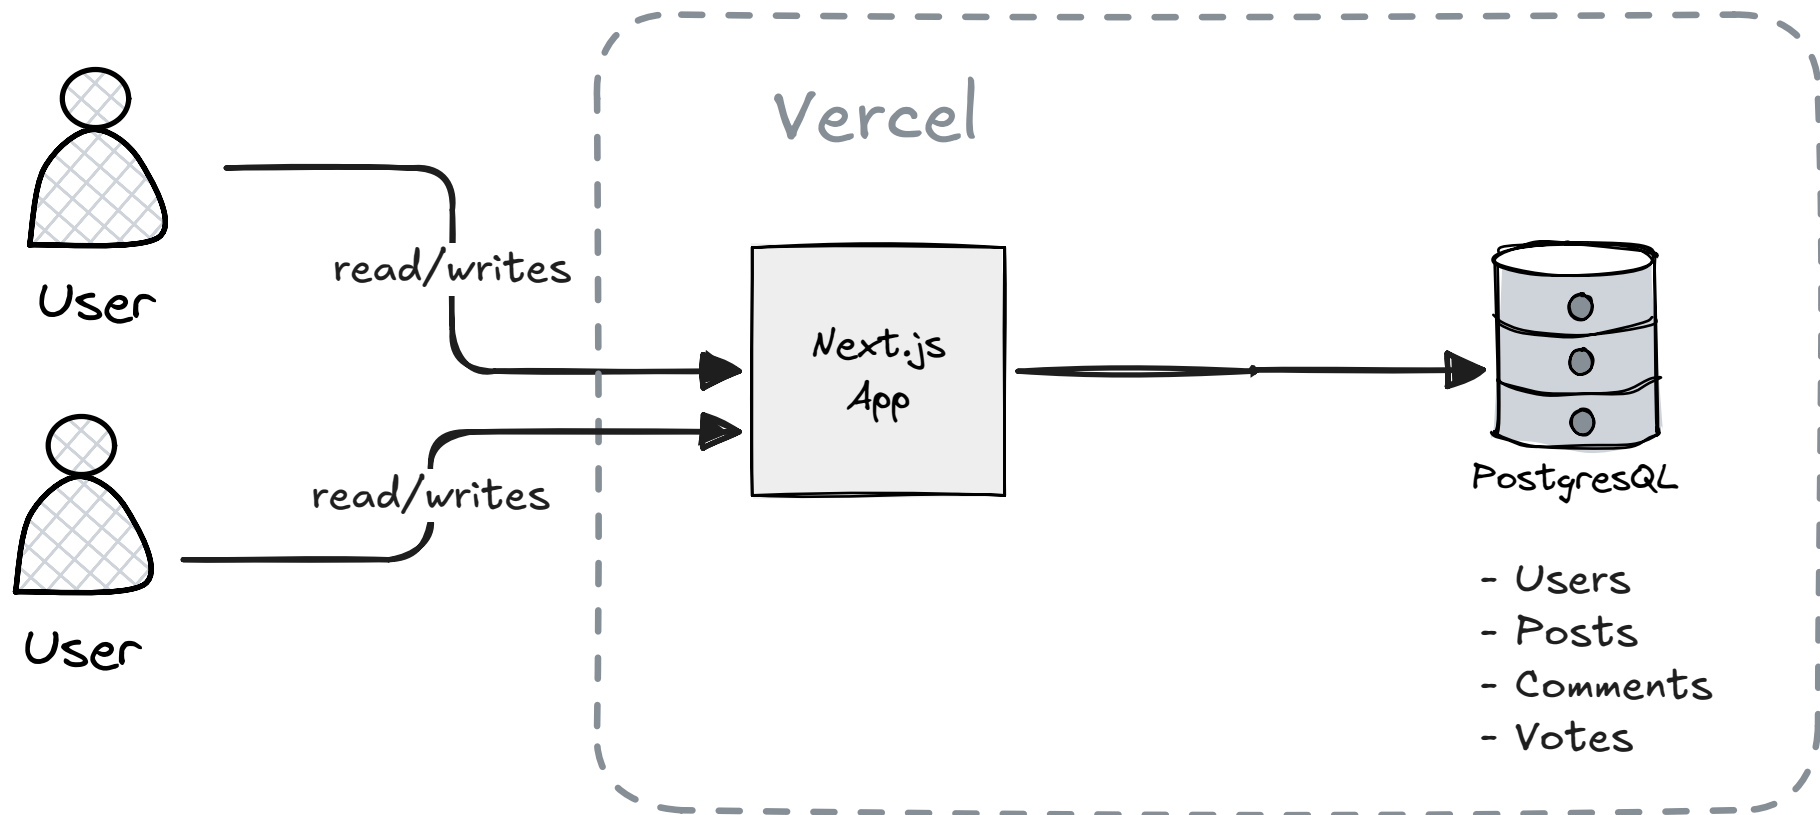 Vercel
User
read/writes
Next.js
App
PostgresQL
read/writes
User
- Users
- Posts
- Comments
- Votes